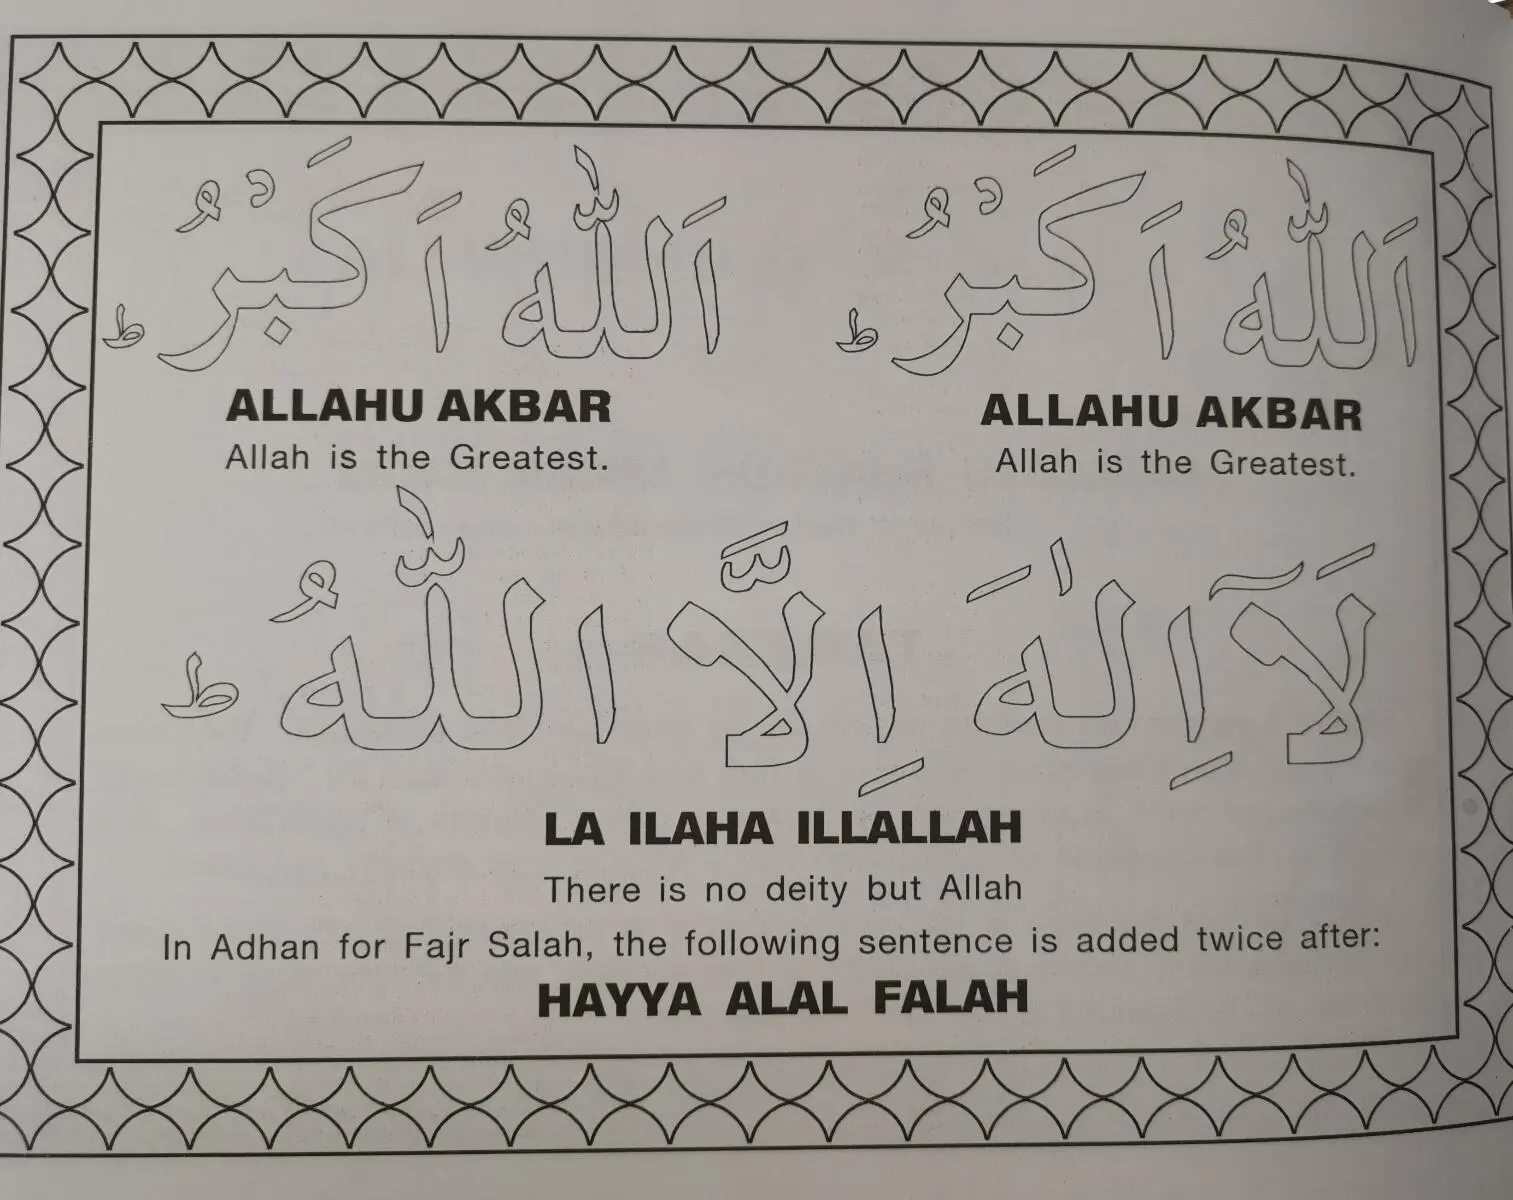 اَللّٰهُ اَكْبَرُ ؕ اَللّٰهُ اَكْبَرُ ؕ
ALLAHU AKBAR ALLAHU AKBAR
Allah is the Greatest. Allah is the Greatest.
لَآ اِلٰهَ اِلَّا اللّٰهُ ؕ
LA ILAHA ILLALLAH
There is no deity but Allah
In Adhan for Fajr Salah, the following sentence is added twice after:
HAYYA ALAL FALAH